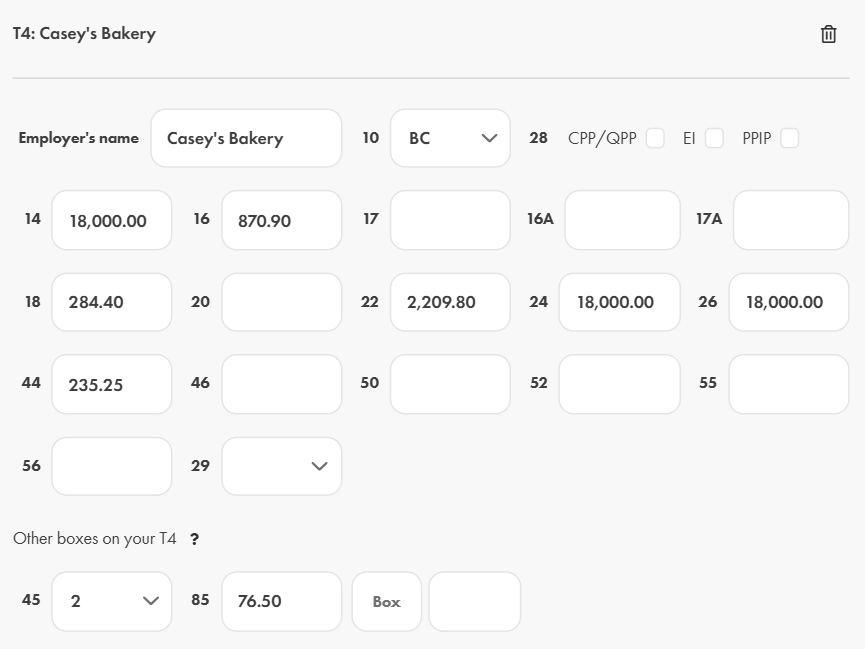 T4: Casey's Bakery
Employer's name Casey's Bakery 10 BC 28 CPP/QPP EI PPIP
14 18,000.00 16 870.90 17 16A 17A
18 284.40 20 22 2,209.80 24 18,000.00 26 18,000.00
44 235.25 46 50 52 55
56 29
Other boxes on your T4 ?
45 2 85 76.50 Box